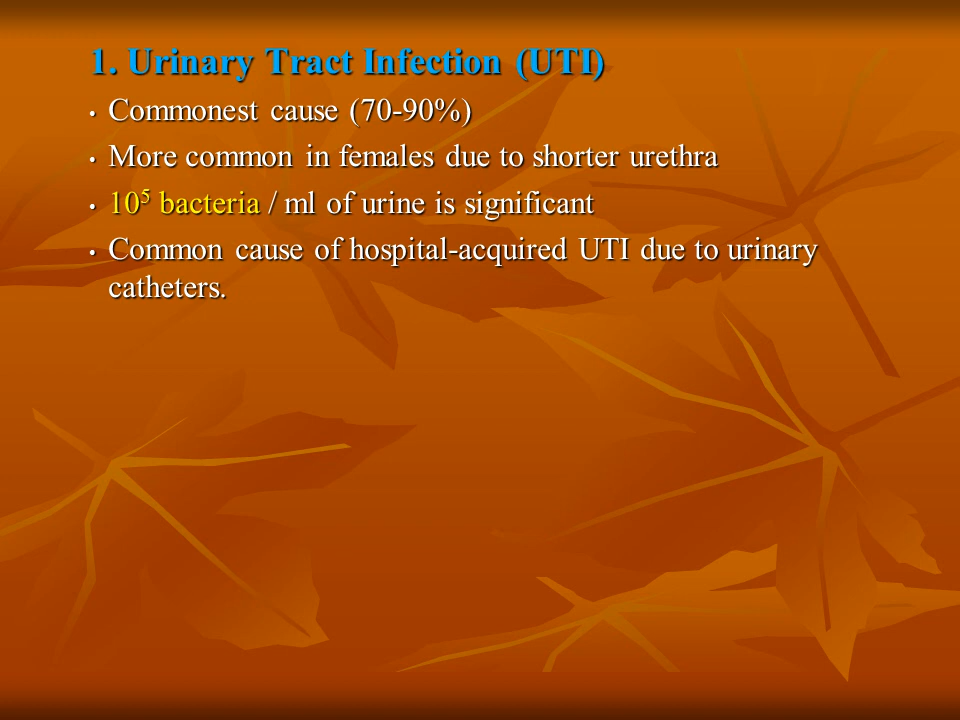 1. Urinary Tract Infection (UTI)
• Commonest cause (70-90%)
• More common in females due to shorter urethra
• 10⁵ bacteria / ml of urine is significant
• Common cause of hospital-acquired UTI due to urinary
catheters.